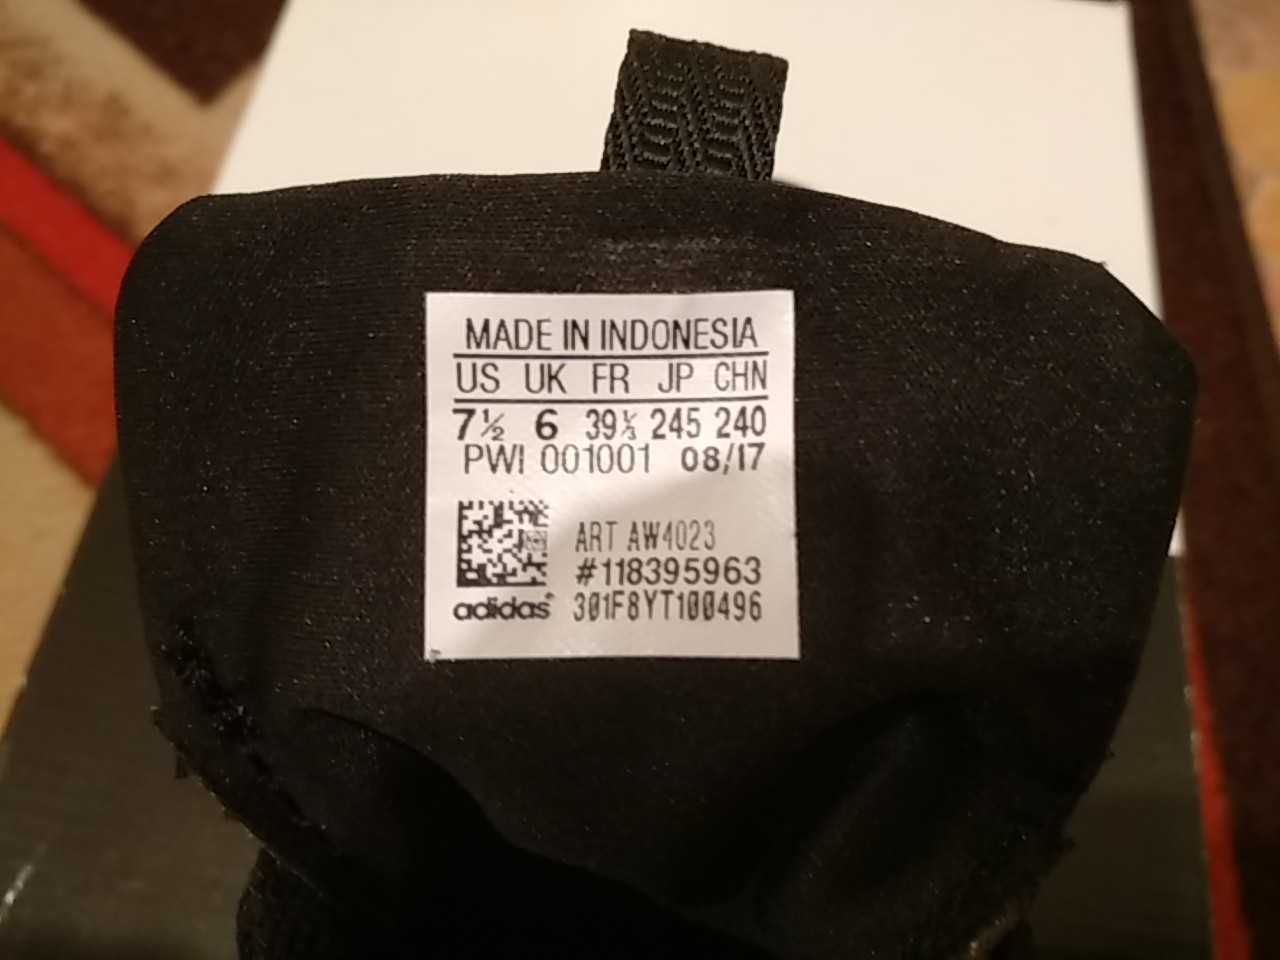 MADE IN INDONESIA
US UK FR JP CHN
7½ 6 39⅓ 245 240
PWI 001001 08/17
ART AW4023
#118395963
adidas® 301F8YT100496